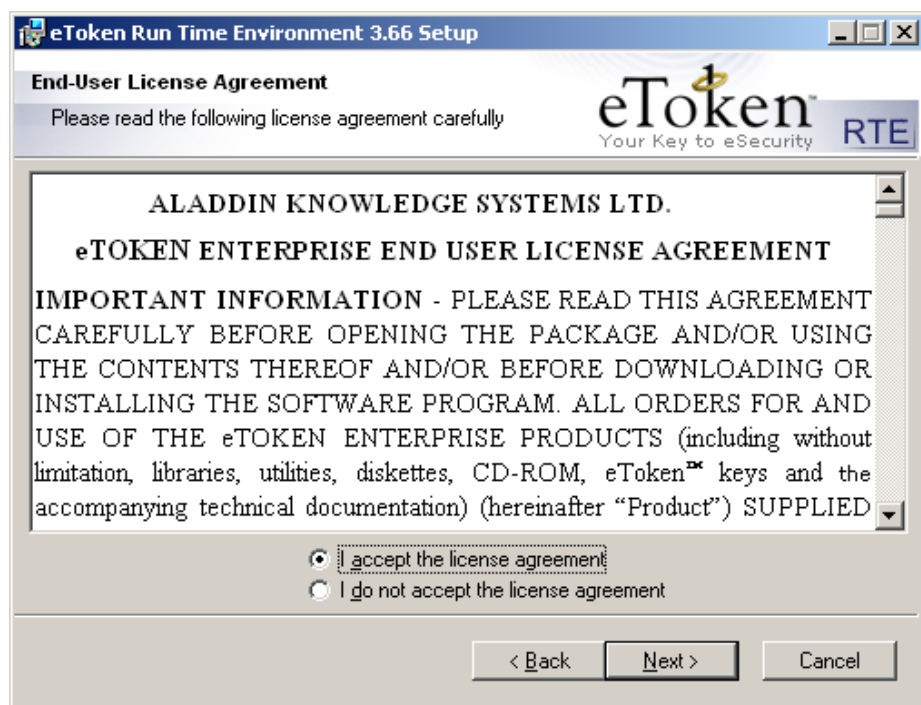 eToken Run Time Environment 3.66 Setup
End-User License Agreement
Please read the following license agreement carefully
eToken™
Your Key to eSecurity
RTE
ALADDIN KNOWLEDGE SYSTEMS LTD.
eTOKEN ENTERPRISE END USER LICENSE AGREEMENT
IMPORTANT INFORMATION - PLEASE READ THIS AGREEMENT
CAREFULLY BEFORE OPENING THE PACKAGE AND/OR USING
THE CONTENTS THEREOF AND/OR BEFORE DOWNLOADING OR
INSTALLING THE SOFTWARE PROGRAM. ALL ORDERS FOR AND
USE OF THE eTOKEN ENTERPRISE PRODUCTS (including without
limitation, libraries, utilities, diskettes, CD-ROM, eToken™ keys and the
accompanying technical documentation) (hereinafter “Product”) SUPPLIED
I accept the license agreement
I do not accept the license agreement
< Back
Next >
Cancel